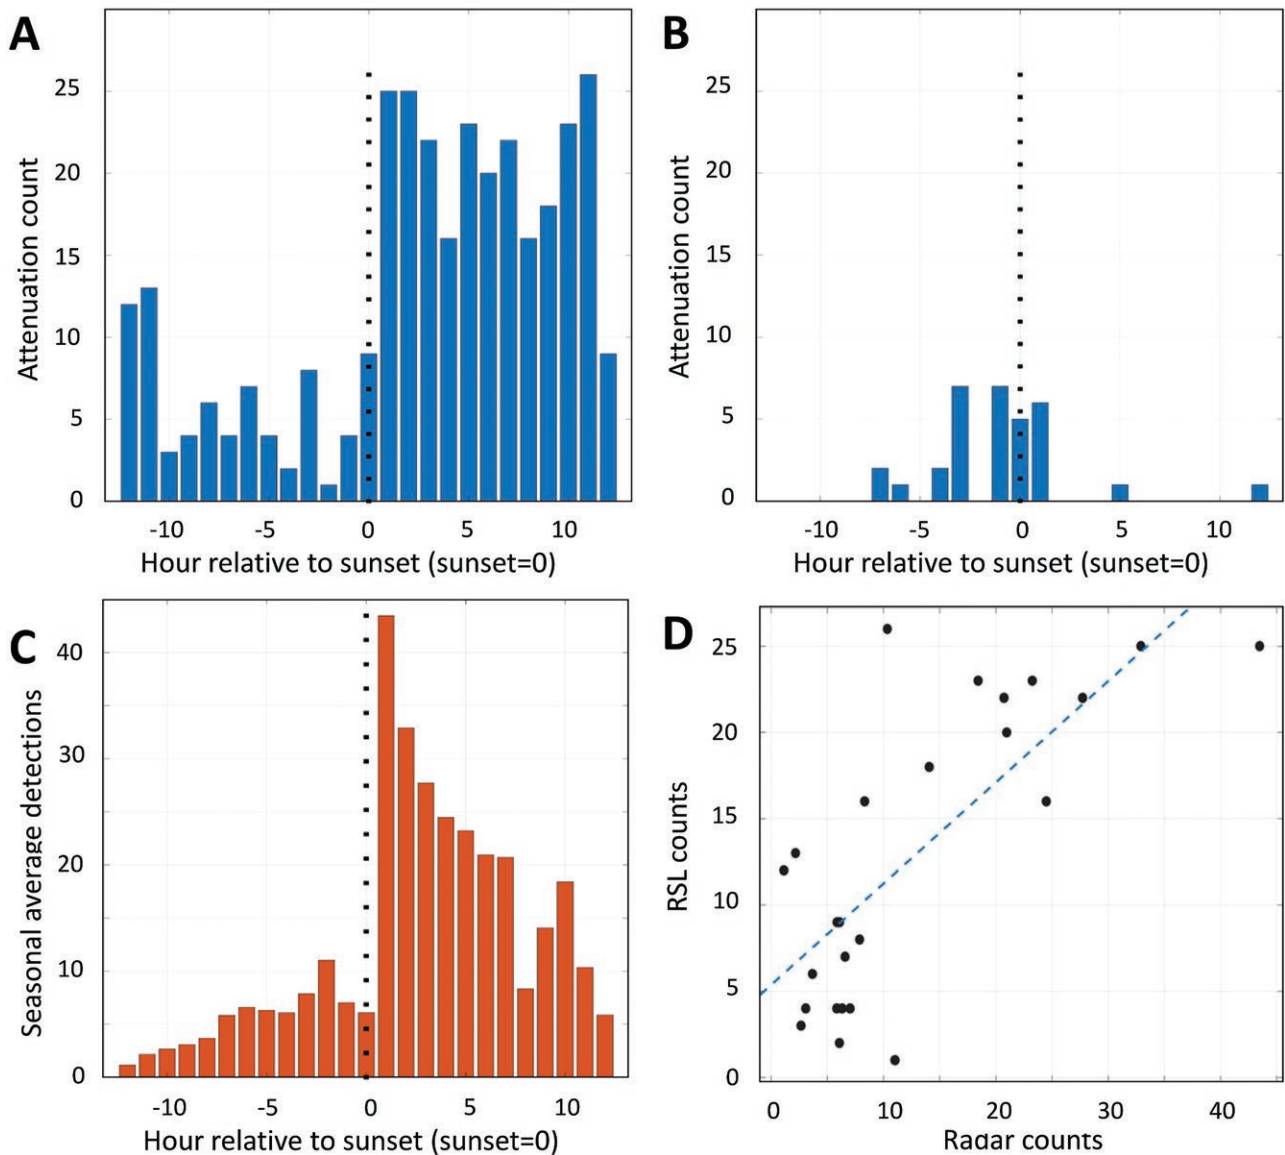 A
Attenuation count
25
20
15
10
5
0
-10 -5 0 5 10
Hour relative to sunset (sunset=0)
B
Attenuation count
25
20
15
10
5
0
-10 -5 0 5 10
Hour relative to sunset (sunset=0)
C
Seasonal average detections
40
30
20
10
0
-10 -5 0 5 10
Hour relative to sunset (sunset=0)
D
RSL counts
25
20
15
10
5
0
0 10 20 30 40
Radar counts